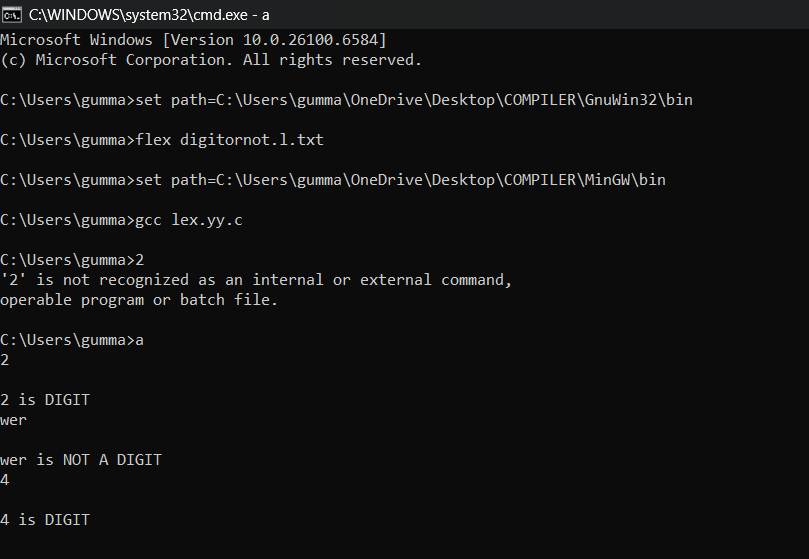 C:\WINDOWS\system32\cmd.exe - a
Microsoft Windows [Version 10.0.26100.6584]
(c) Microsoft Corporation. All rights reserved.
C:\Users\gumma>set path=C:\Users\gumma\OneDrive\Desktop\COMPILER\GnuWin32\bin
C:\Users\gumma>flex digitornot.l.txt
C:\Users\gumma>set path=C:\Users\gumma\OneDrive\Desktop\COMPILER\MinGW\bin
C:\Users\gumma>gcc lex.yy.c
C:\Users\gumma>2
'2' is not recognized as an internal or external command,
operable program or batch file.
C:\Users\gumma>a
2
2 is DIGIT
wer
wer is NOT A DIGIT
4
4 is DIGIT